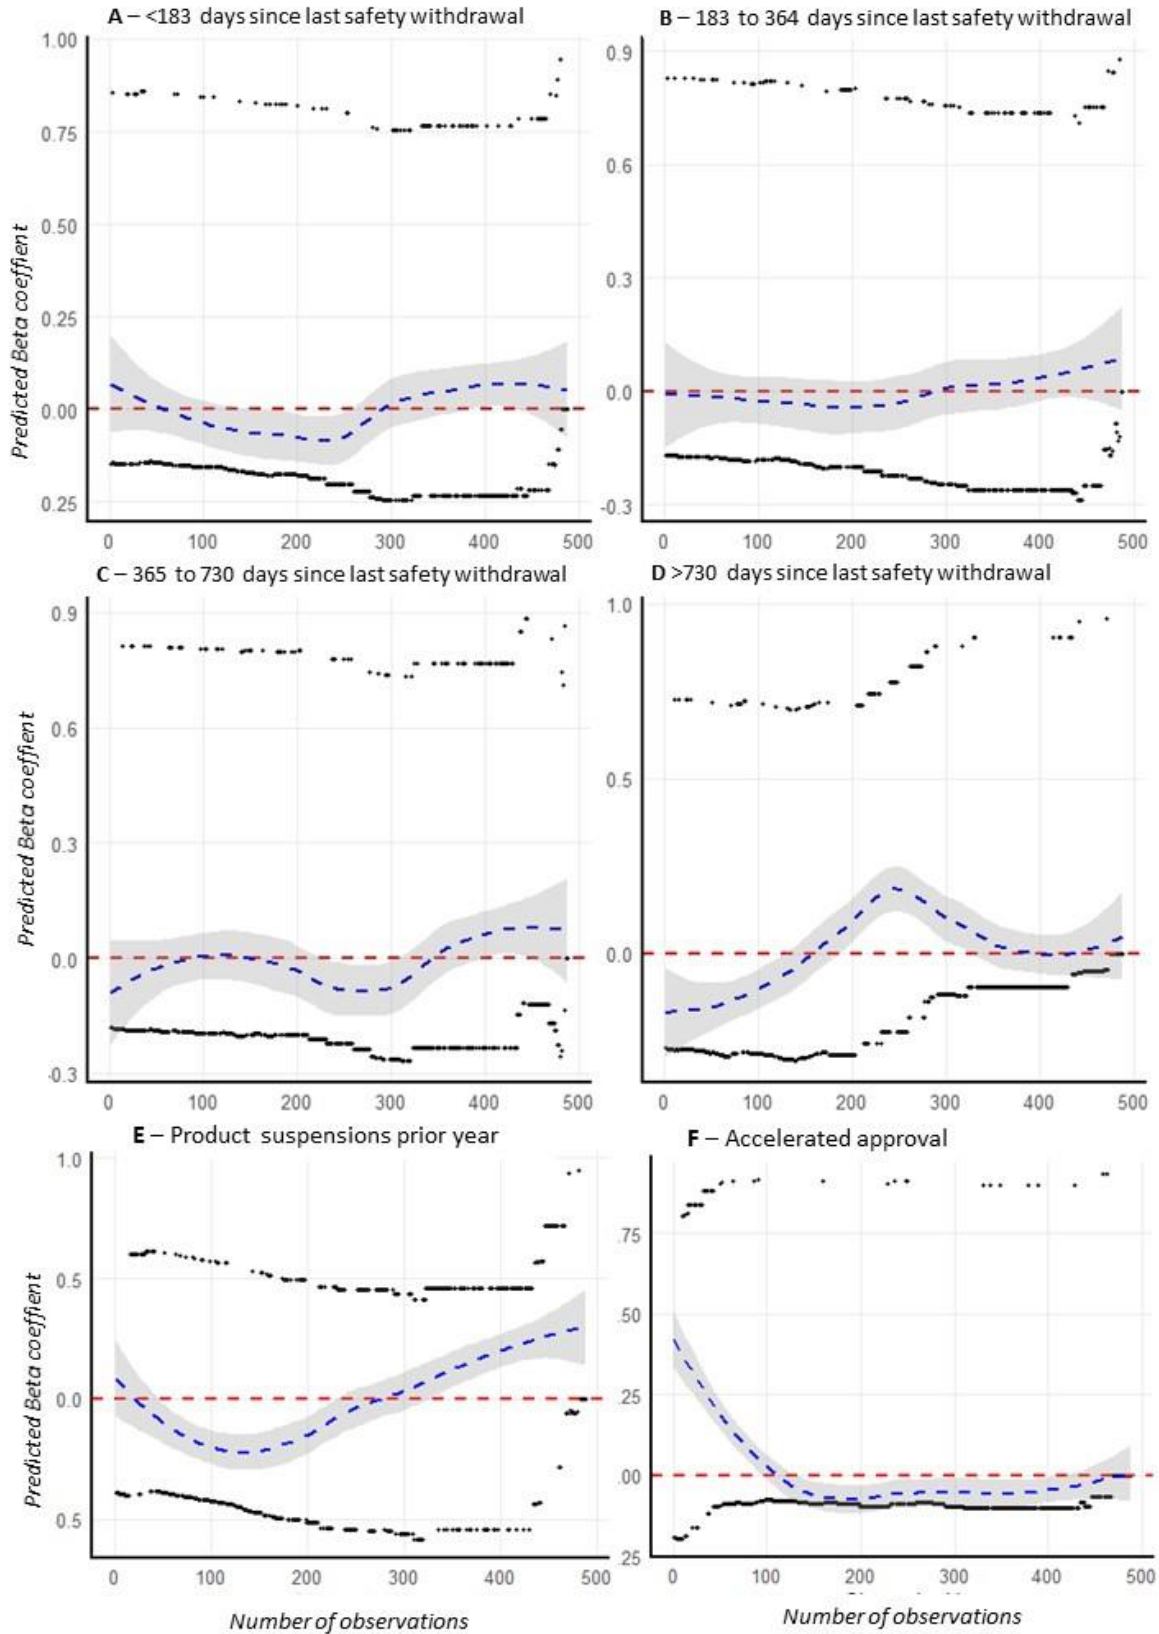 A – <183 days since last safety withdrawal
B – 183 to 364 days since last safety withdrawal
1.00
0.75
0.50
0.25
0.00
0.25
0.9
0.6
0.3
0.0
-0.3
Predicted Beta coeffient
0 100 200 300 400 500
0 100 200 300 400 500
C – 365 to 730 days since last safety withdrawal
D >730 days since last safety withdrawal
0.9
0.6
0.3
0.0
-0.3
1.0
0.5
0.0
Predicted Beta coeffient
0 100 200 300 400 500
0 100 200 300 400 500
E – Product suspensions prior year
F – Accelerated approval
1.0
0.5
0.0
0.5
.75
.50
.25
.00
.25
Predicted Beta coeffient
0 100 200 300 400 500
0 100 200 300 400 500
Number of observations
Number of observations